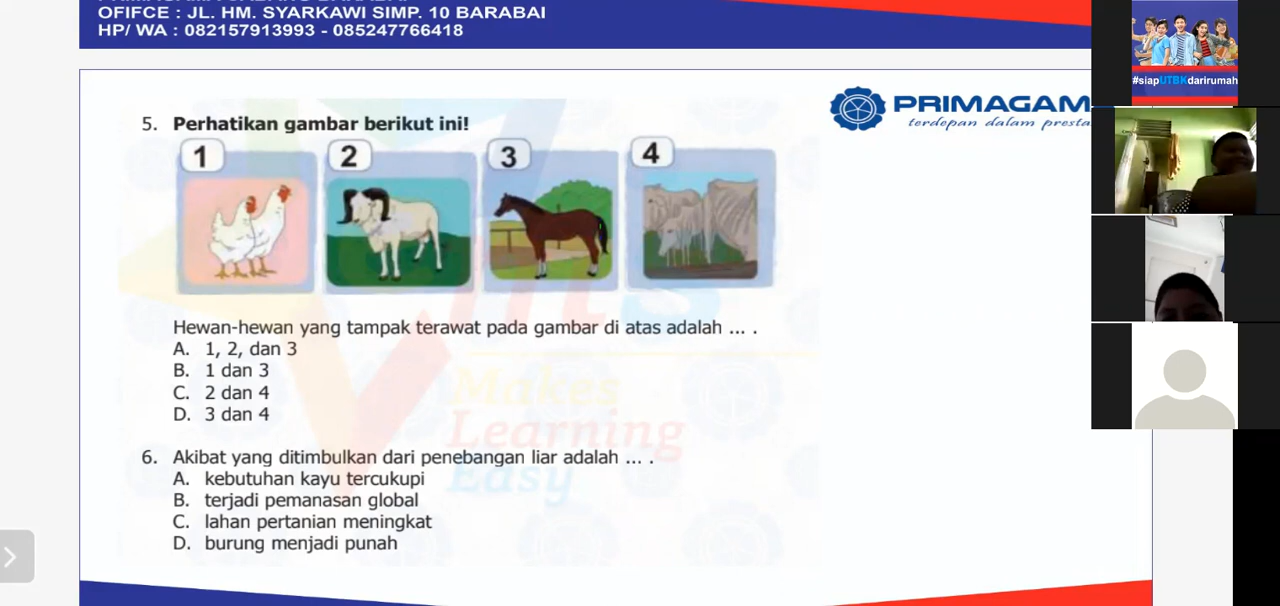 OFIFCE : JL. HM. SYARKAWI SIMP. 10 BARABAI
HP/ WA : 082157913993 - 085247766418
#siapUTBKdarirumah
PRIMAGAM
terdepan dalam presta
5. Perhatikan gambar berikut ini!
1
2
3
4
Hewan-hewan yang tampak terawat pada gambar di atas adalah ... .
A. 1, 2, dan 3
B. 1 dan 3
C. 2 dan 4
D. 3 dan 4
Makes
Learning
Easy
6. Akibat yang ditimbulkan dari penebangan liar adalah ... .
A. kebutuhan kayu tercukupi
B. terjadi pemanasan global
C. lahan pertanian meningkat
D. burung menjadi punah